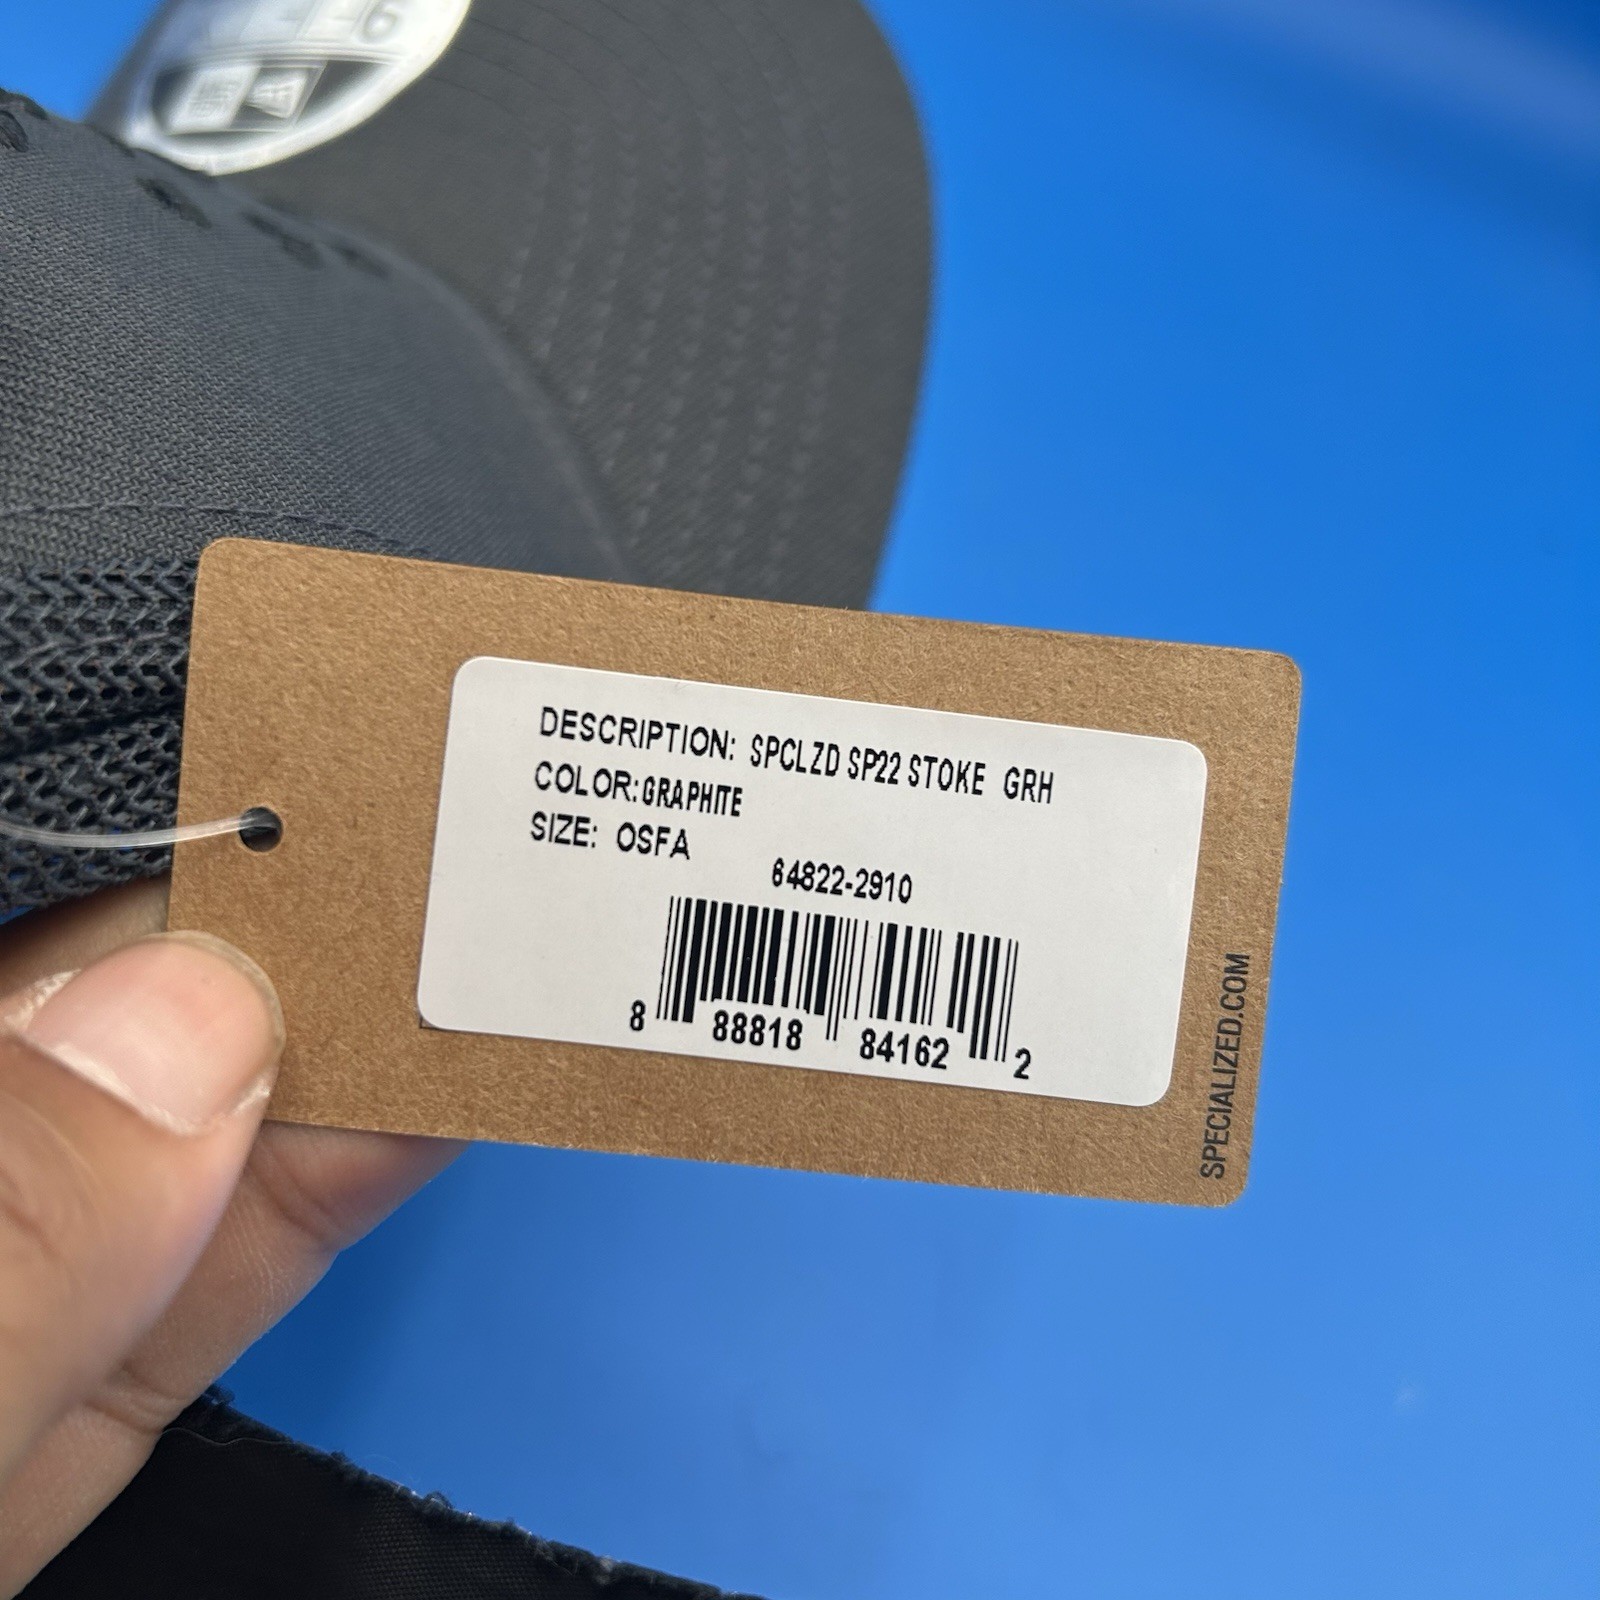 DESCRIPTION: SPCLZD SP22 STOKE GRH
COLOR:GRAPHITE
SIZE: OSFA
64822-2910
8 88818 84162 2
SPECIALIZED.COM